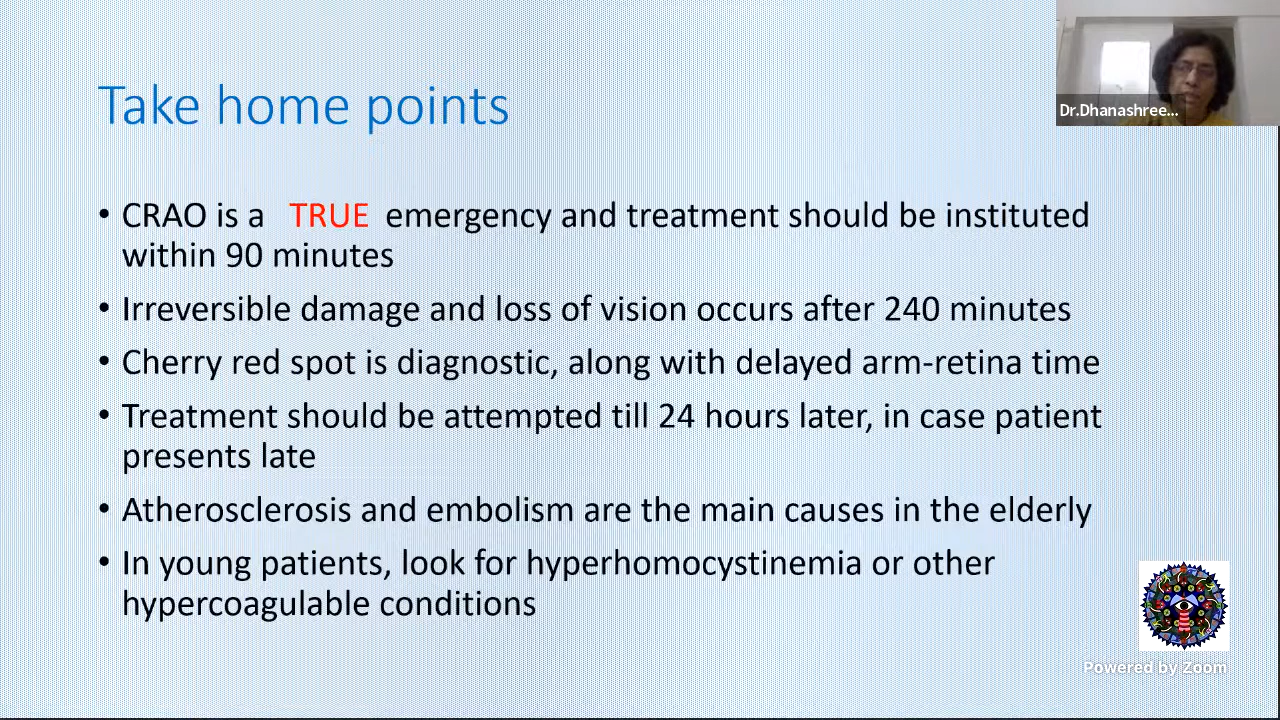 Dr.Dhanashree...
Take home points
• CRAO is a TRUE emergency and treatment should be instituted
within 90 minutes
• Irreversible damage and loss of vision occurs after 240 minutes
• Cherry red spot is diagnostic, along with delayed arm-retina time
• Treatment should be attempted till 24 hours later, in case patient
presents late
• Atherosclerosis and embolism are the main causes in the elderly
• In young patients, look for hyperhomocystinemia or other
hypercoagulable conditions
Powered by Zoom